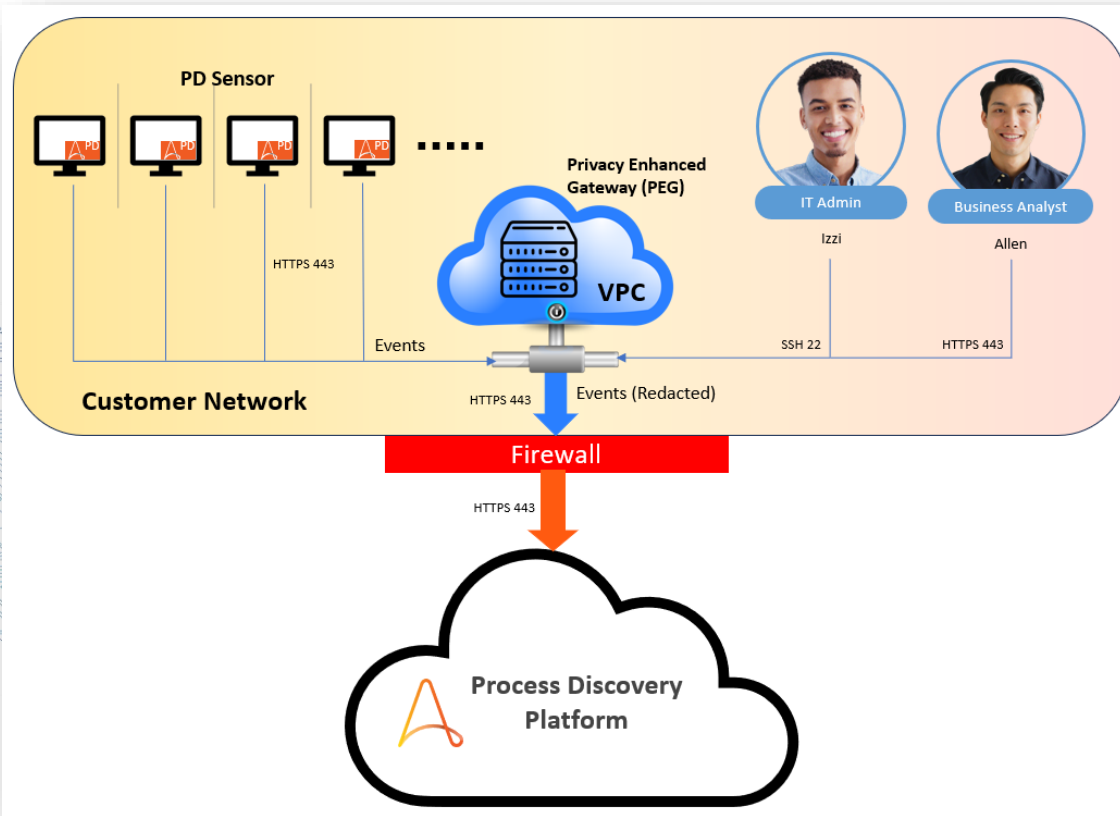 PD Sensor
PD
PD
PD
PD
Privacy Enhanced
Gateway (PEG)
VPC
IT Admin
Business Analyst
Izzi
Allen
HTTPS 443
Events
SSH 22
HTTPS 443
Customer Network
HTTPS 443
Events (Redacted)
Firewall
HTTPS 443
Process Discovery
Platform